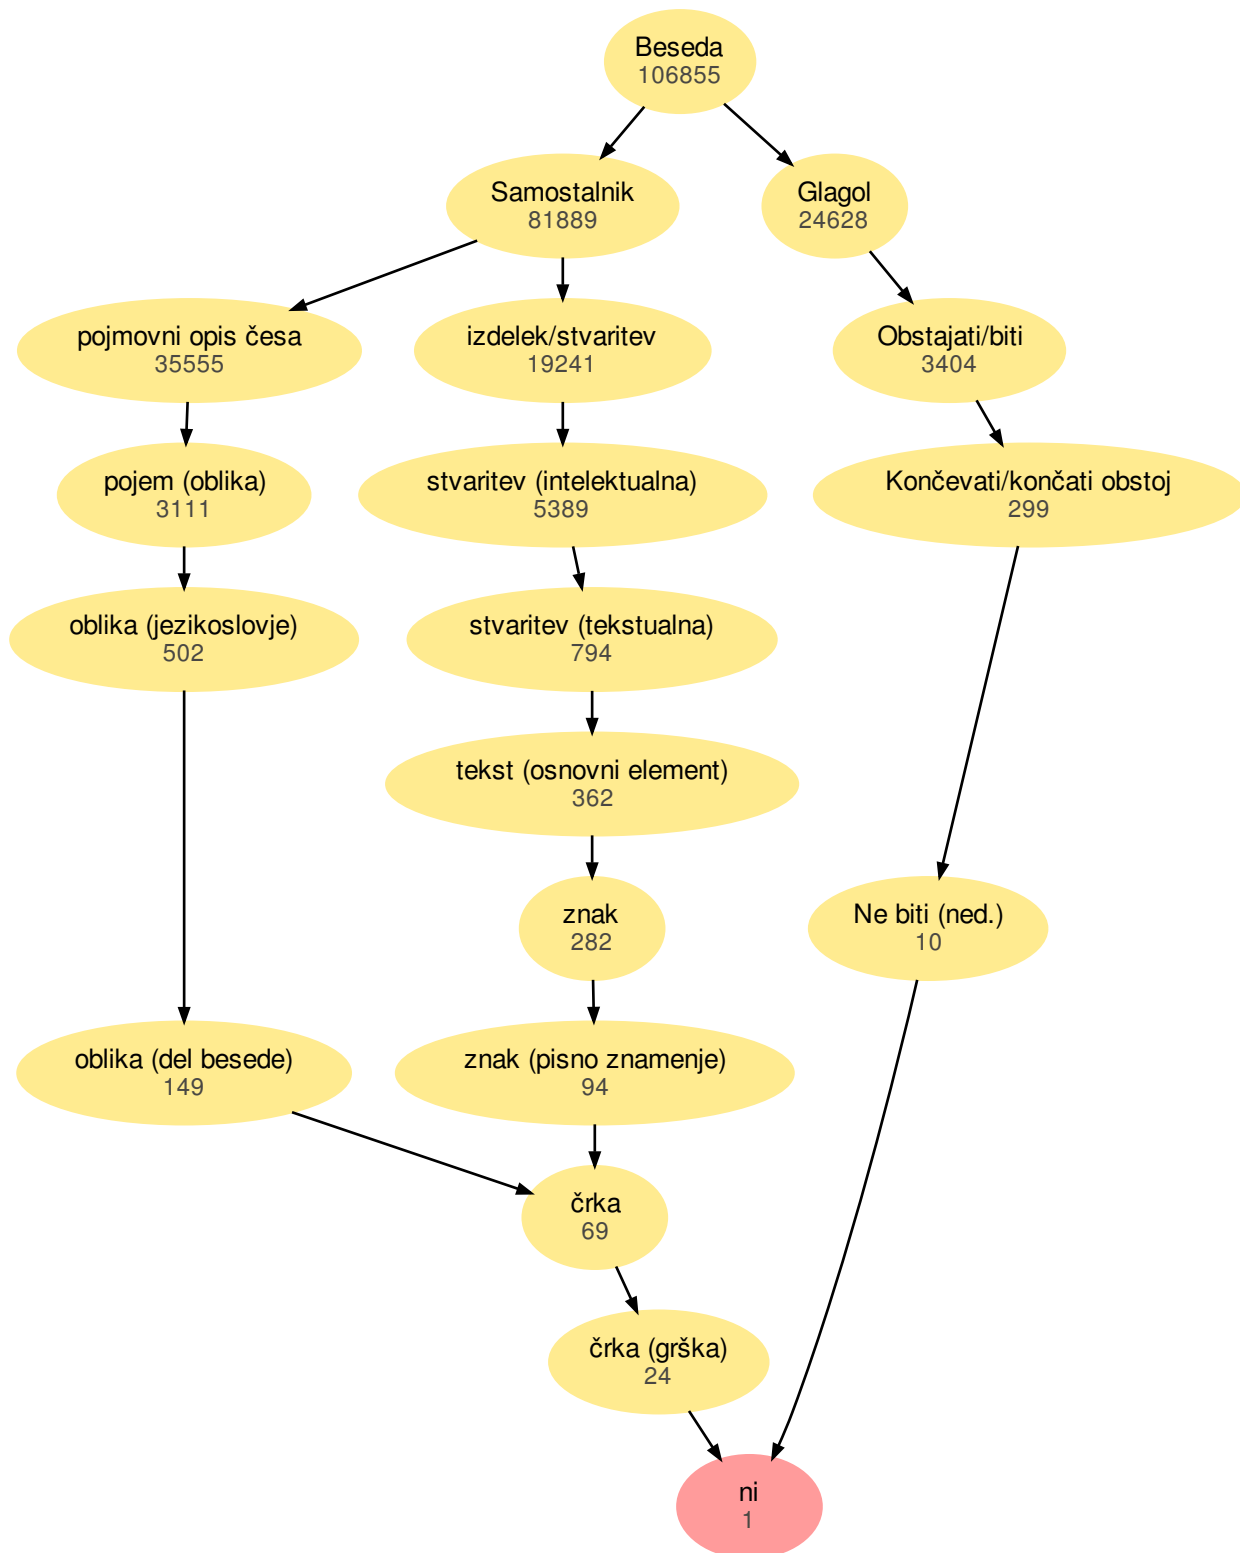 Beseda
106855
Samostalnik
81889
Glagol
24628
pojmovni opis česa
35555
izdelek/stvaritev
19241
Obstajati/biti
3404
pojem (oblika)
3111
stvaritev (intelektualna)
5389
Končevati/končati obstoj
299
oblika (jezikoslovje)
502
stvaritev (tekstualna)
794
tekst (osnovni element)
362
znak
282
Ne biti (ned.)
10
oblika (del besede)
149
znak (pisno znamenje)
94
črka
69
črka (grška)
24
ni
1